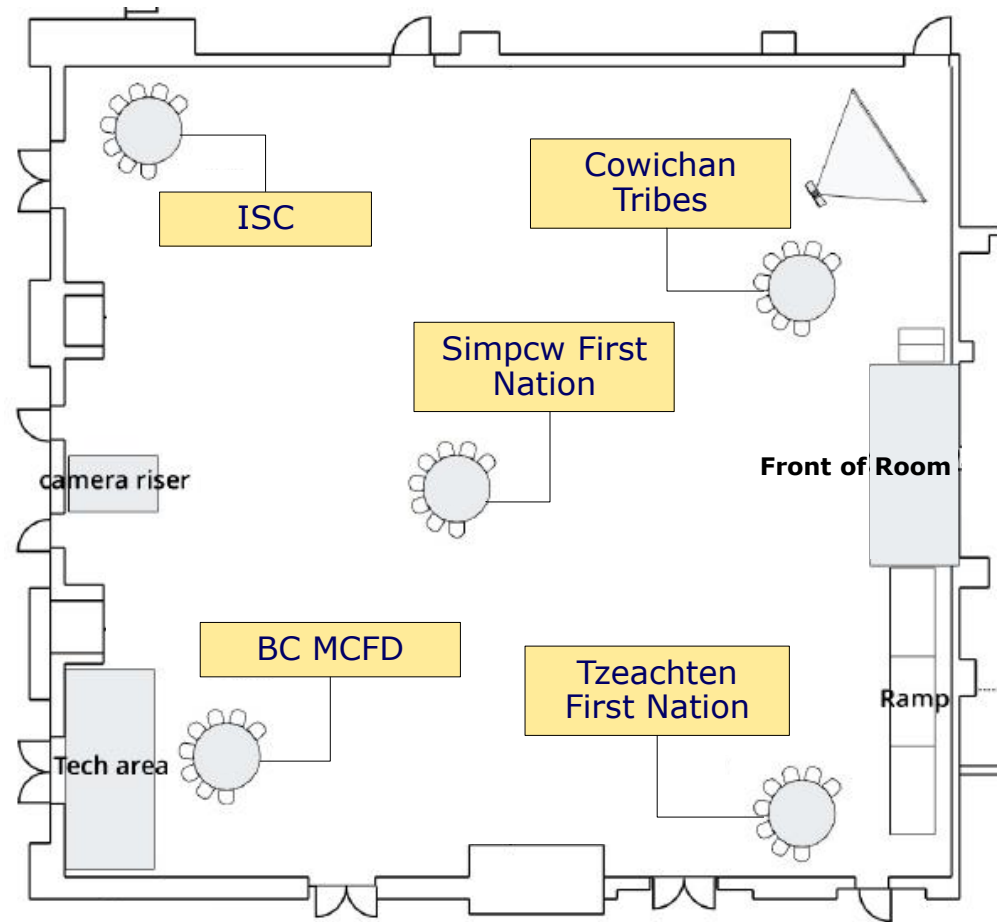 Cowichan
Tribes
ISC
Simpcw First
Nation
Front of Room
camera riser
BC MCFD
Tzeachten
First Nation
Ramp
Tech area